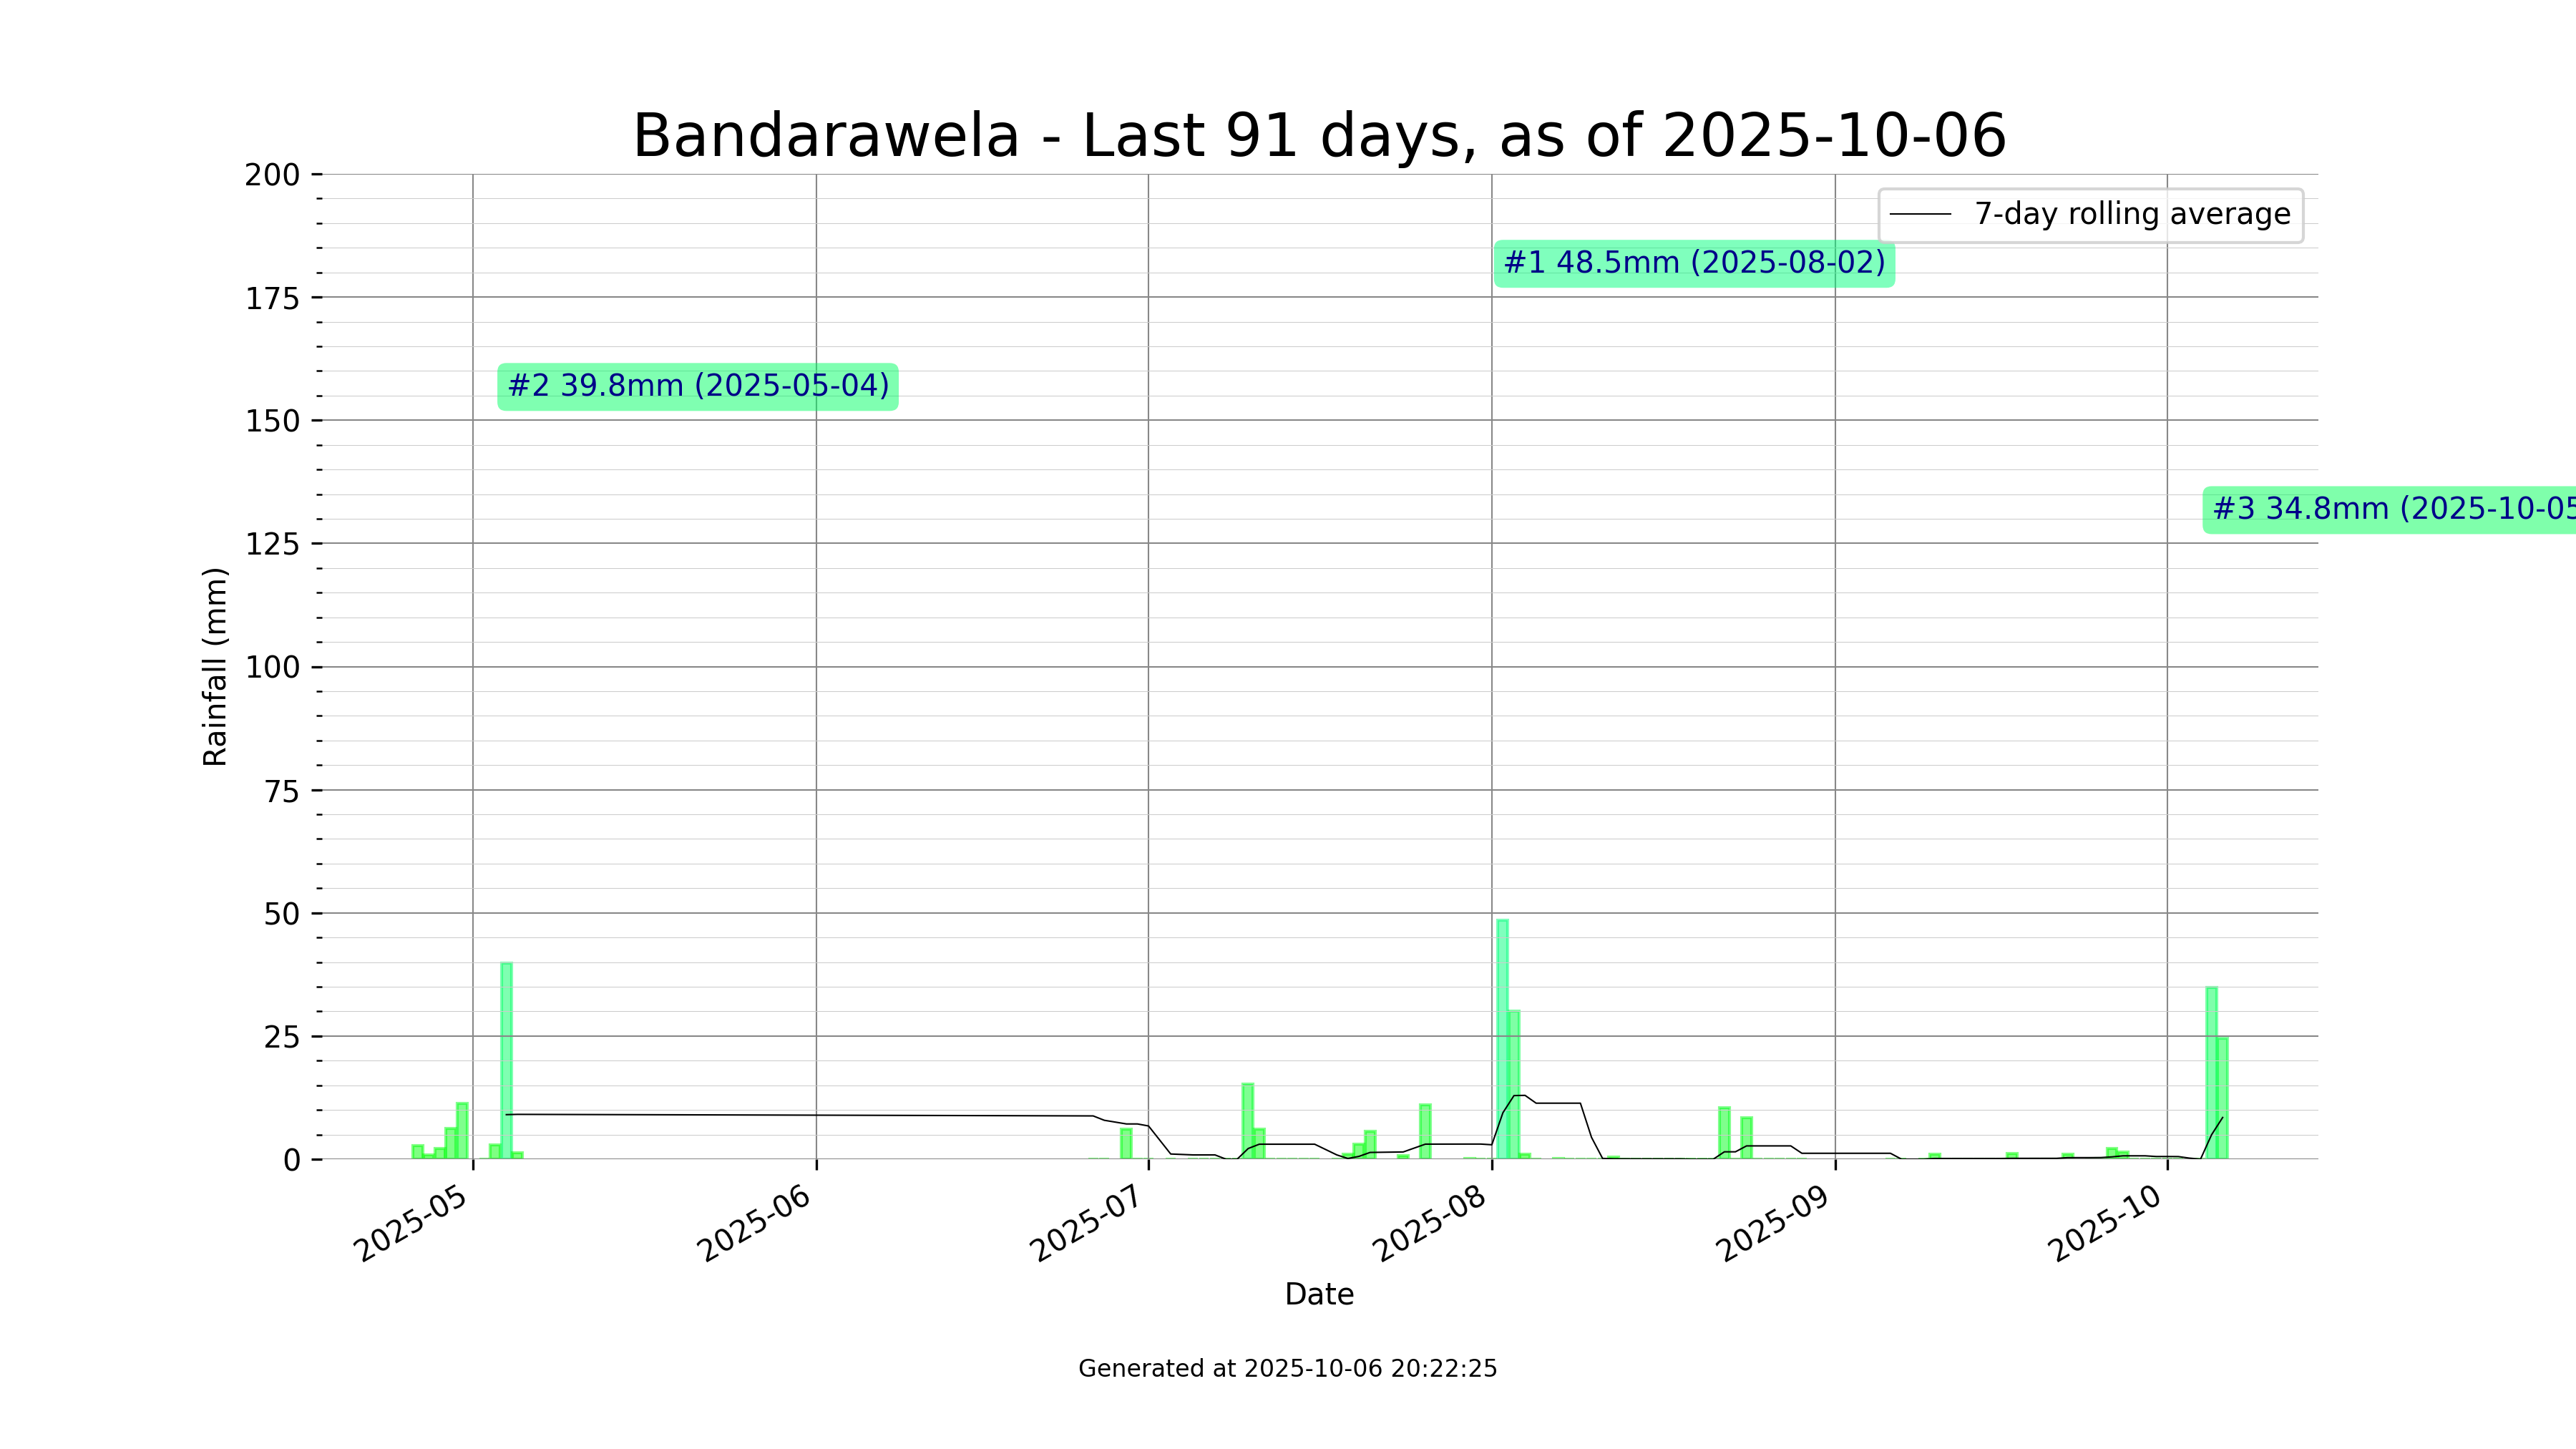 Bandarawela - Last 91 days, as of 2025-10-06
7-day rolling average
#1 48.5mm (2025-08-02)
#2 39.8mm (2025-05-04)
#3 34.8mm (2025-10-05
Rainfall (mm)
200
175
150
125
100
75
50
25
0
2025-05
2025-06
2025-07
2025-08
2025-09
2025-10
Date
Generated at 2025-10-06 20:22:25